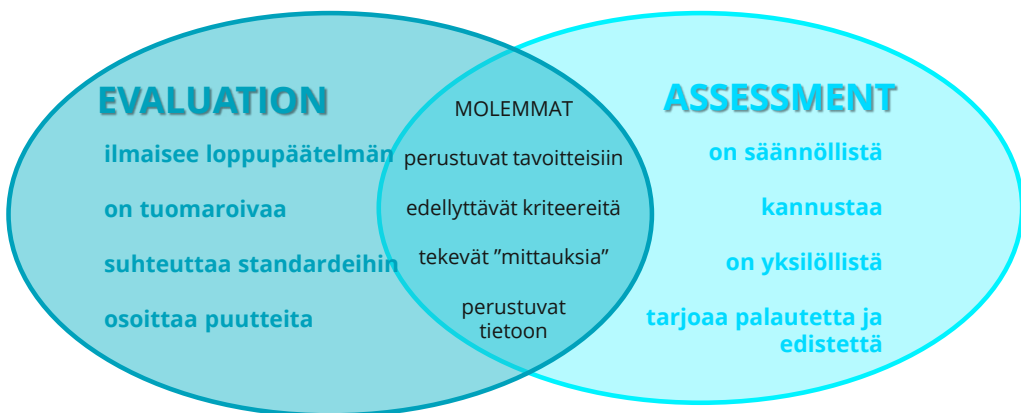 EVALUATION
ilmaisee loppupäätelmän
on tuomaroivaa
suhteuttaa standardeihin
osoittaa puutteita
MOLEMMAT
perustuvat tavoitteisiin
edellyttävät kriteereitä
tekevät ”mittauksia”
perustuvat
tietoon
ASSESSMENT
on säännöllistä
kannustaa
on yksilöllistä
tarjoaa palautetta ja
edistettä